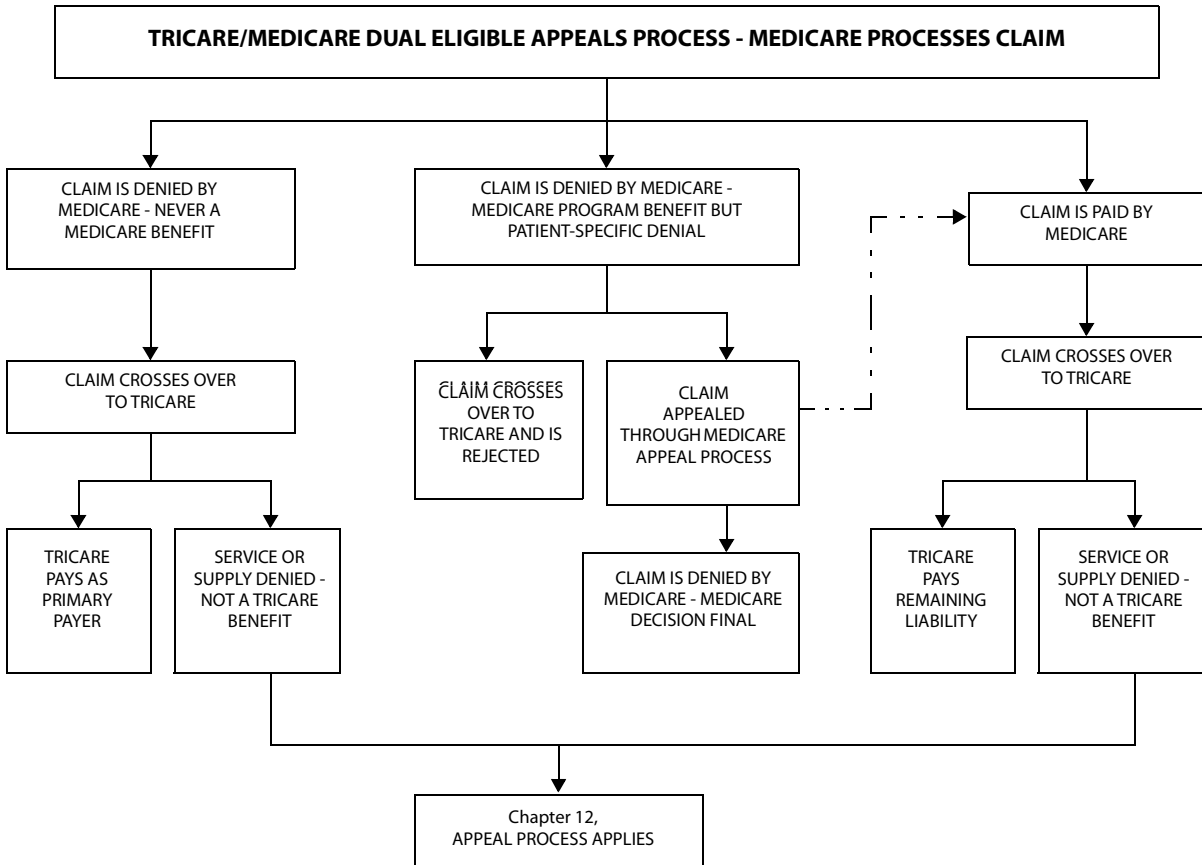 TRICARE/MEDICARE DUAL ELIGIBLE APPEALS PROCESS - MEDICARE PROCESSES CLAIM
CLAIM IS DENIED BY
MEDICARE - NEVER A
MEDICARE BENEFIT
CLAIM IS DENIED BY MEDICARE -
MEDICARE PROGRAM BENEFIT BUT
PATIENT-SPECIFIC DENIAL
CLAIM IS PAID BY
MEDICARE
CLAIM CROSSES OVER
TO TRICARE
CLAIM CROSSES
OVER TO
TRICARE AND IS
REJECTED
CLAIM
APPEALED
THROUGH MEDICARE
APPEAL PROCESS
CLAIM CROSSES OVER
TO TRICARE
TRICARE
PAYS AS
PRIMARY
PAYER
SERVICE OR
SUPPLY DENIED -
NOT A TRICARE
BENEFIT
CLAIM IS DENIED BY
MEDICARE - MEDICARE
DECISION FINAL
TRICARE
PAYS
REMAINING
LIABILITY
SERVICE OR
SUPPLY DENIED -
NOT A TRICARE
BENEFIT
Chapter 12,
APPEAL PROCESS APPLIES